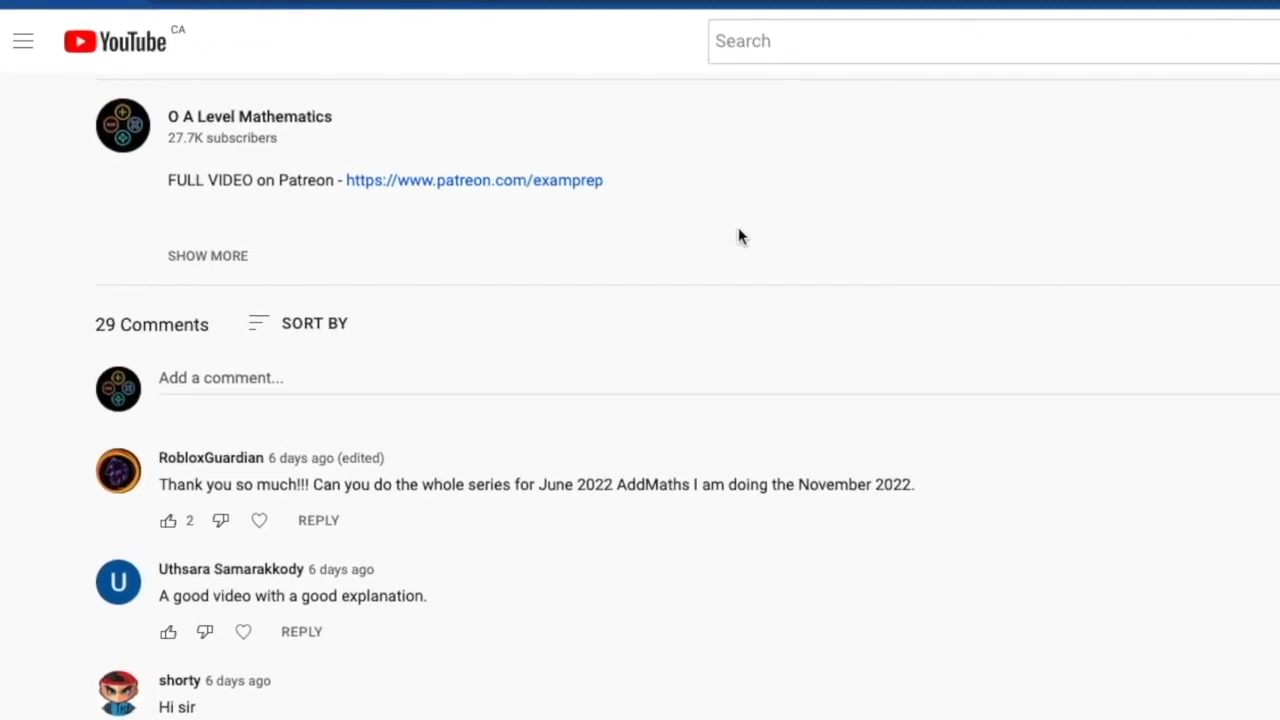 YouTube CA
Search
O A Level Mathematics
27.7K subscribers
FULL VIDEO on Patreon - https://www.patreon.com/examprep
SHOW MORE
29 Comments SORT BY
Add a comment...
RobloxGuardian 6 days ago (edited)
Thank you so much!!! Can you do the whole series for June 2022 AddMaths I am doing the November 2022.
2 REPLY
U
Uthsara Samarakkody 6 days ago
A good video with a good explanation.
REPLY
shorty 6 days ago
Hi sir